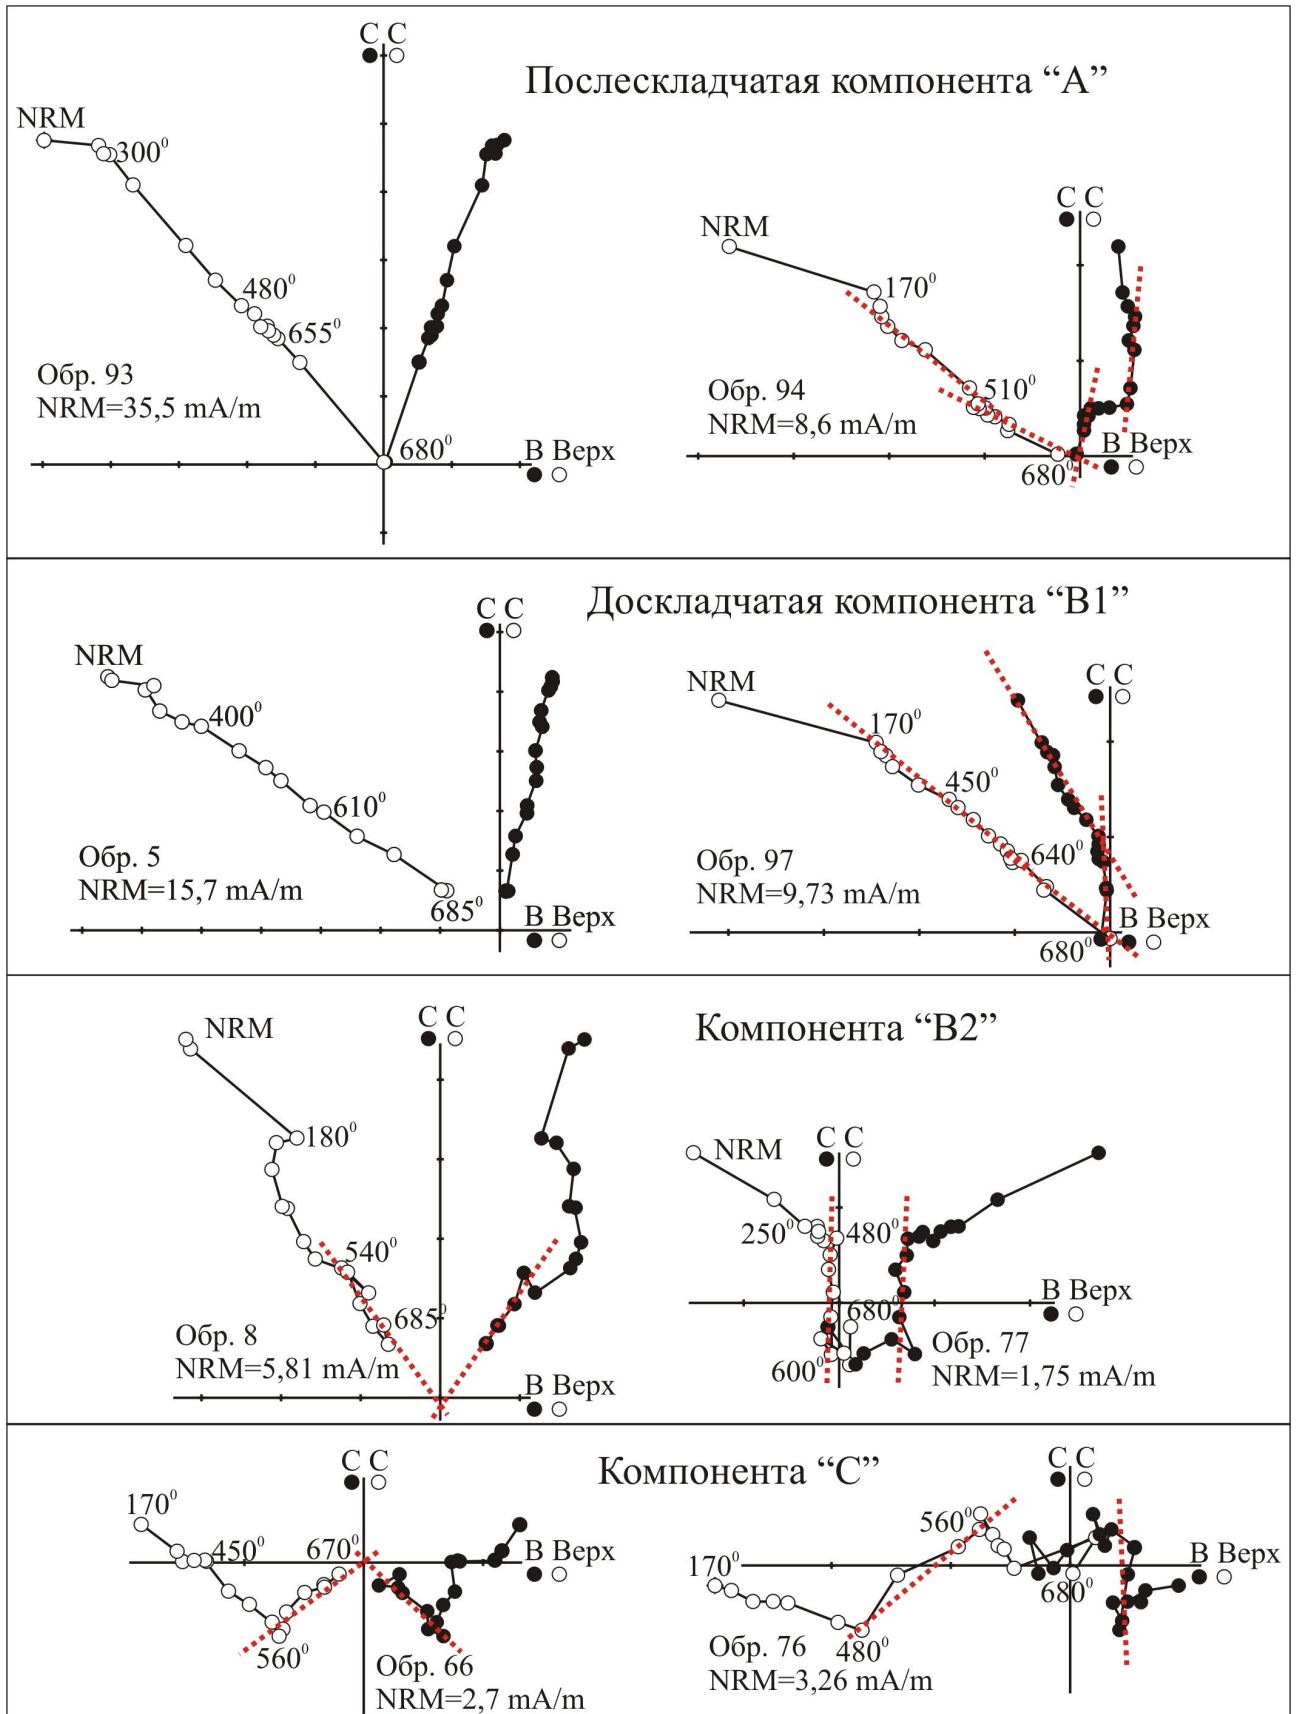 Послескладчатая компонента “А”
С С
NRM
300⁰
480⁰
655⁰
Обр. 93
NRM=35,5 mA/m
680⁰
В Верх
С С
NRM
170⁰
510⁰
Обр. 94
NRM=8,6 mA/m
В Верх
680⁰
Доскладчатая компонента “В1”
С С
NRM
400⁰
610⁰
Обр. 5
NRM=15,7 mA/m
685⁰
В Верх
С С
NRM
170⁰
450⁰
640⁰
Обр. 97
NRM=9,73 mA/m
В Верх
680⁰
Компонента “В2”
С С
NRM
180⁰
540⁰
685⁰
Обр. 8
NRM=5,81 mA/m
В Верх
С С
NRM
250⁰
480⁰
В Верх
680⁰
Обр. 77
NRM=1,75 mA/m
600⁰
Компонента “С”
С С
170⁰
450⁰
670⁰
В Верх
560⁰
Обр. 66
NRM=2,7 mA/m
С С
560⁰
170⁰
В Верх
680⁰
480⁰
Обр. 76
NRM=3,26 mA/m